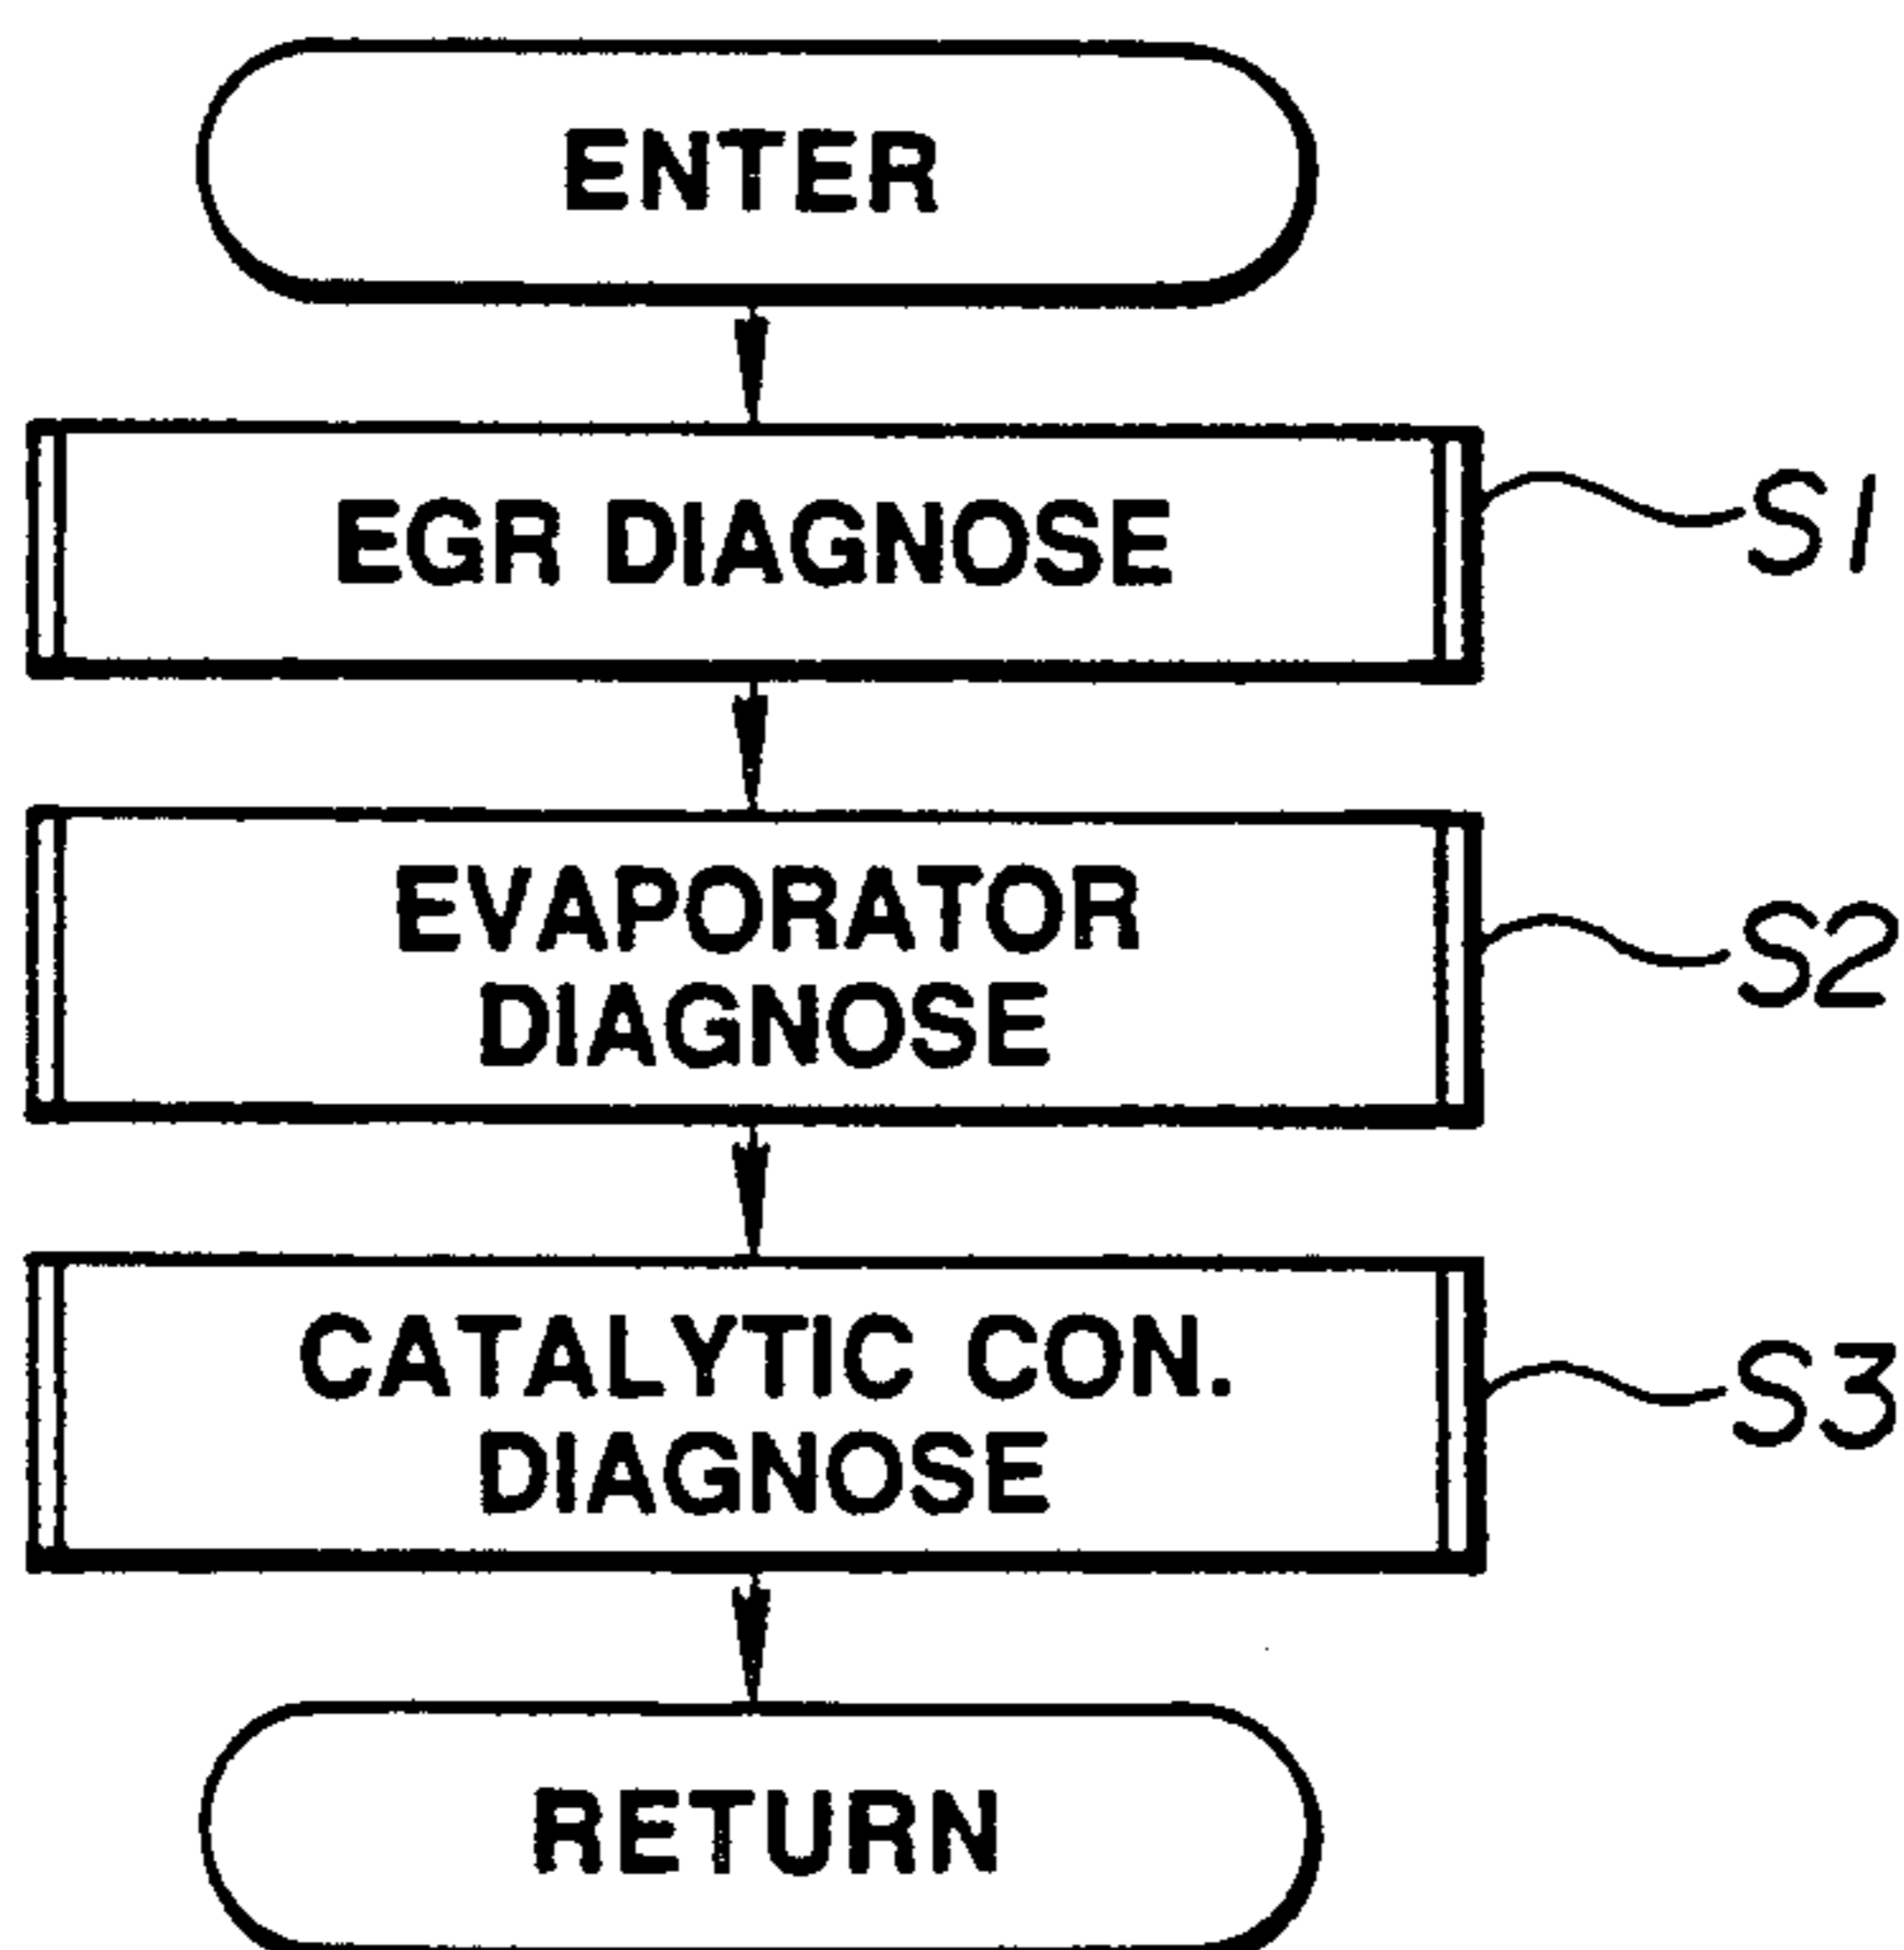 ENTER
EGR DIAGNOSE
S1
EVAPORATOR
DIAGNOSE
S2
CATALYTIC CON.
DIAGNOSE
S3
RETURN